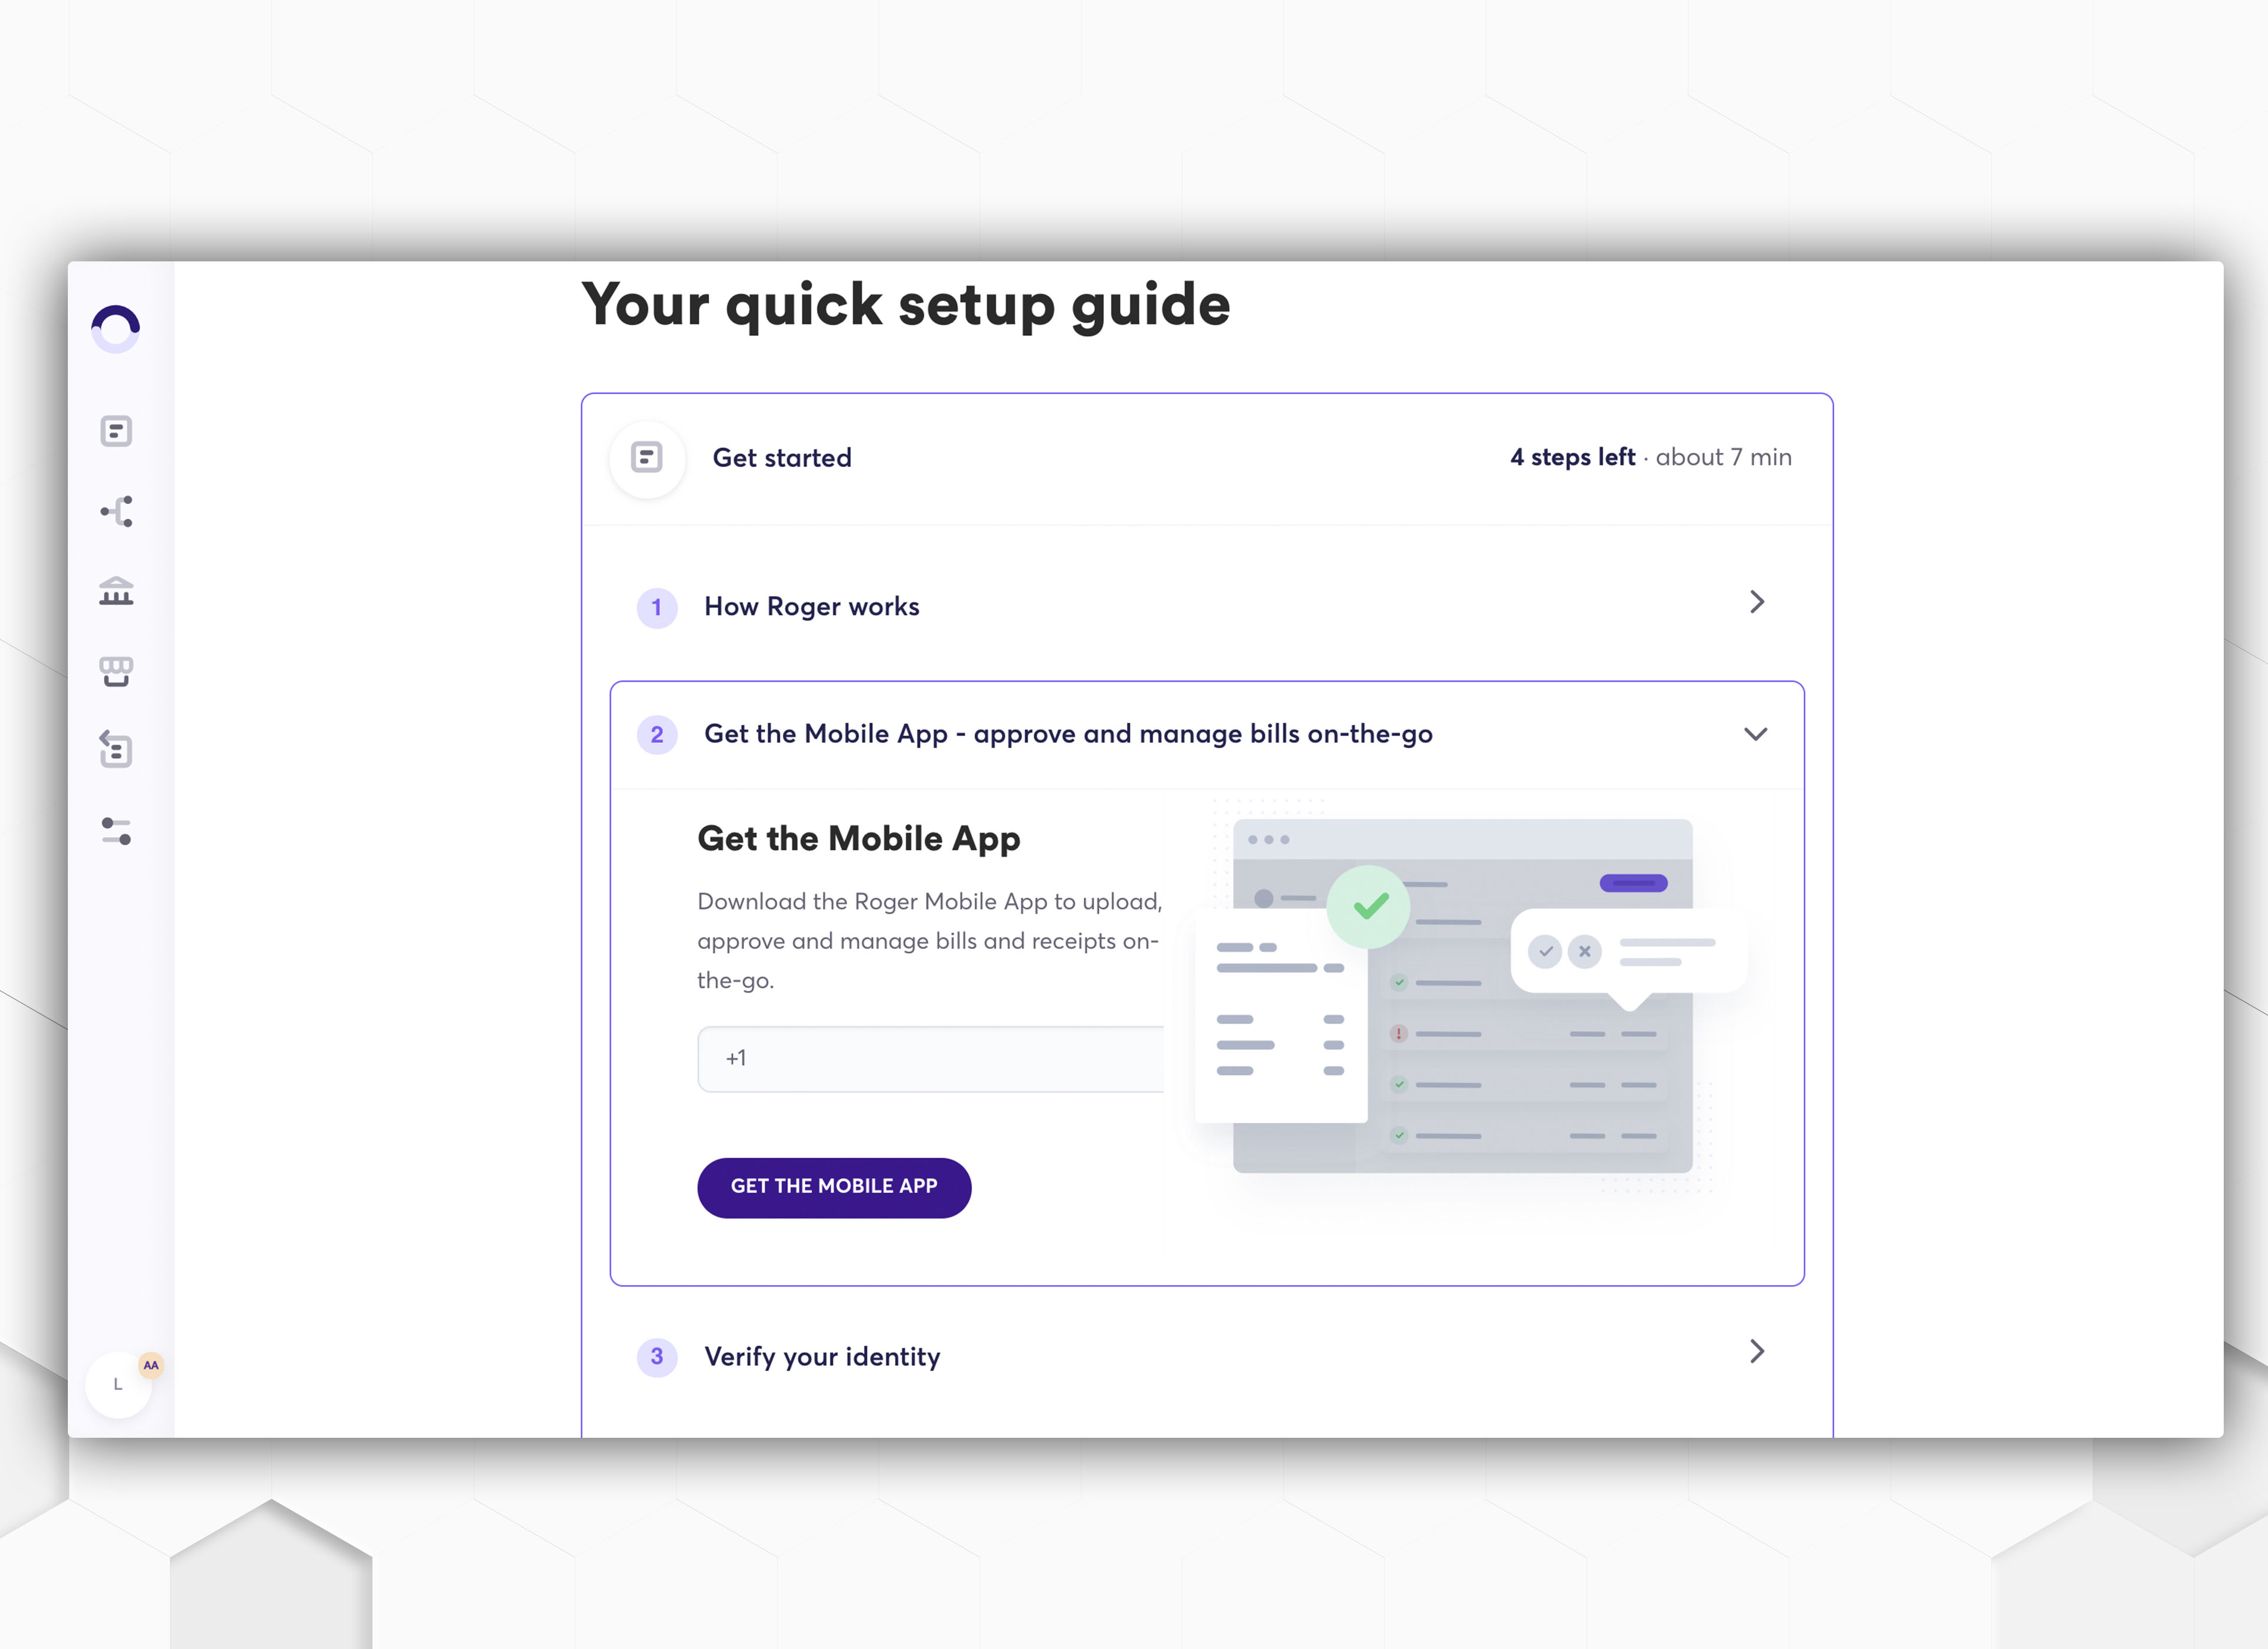 Your quick setup guide
Get started
4 steps left · about 7 min
1
How Roger works
2
Get the Mobile App - approve and manage bills on-the-go
Get the Mobile App
Download the Roger Mobile App to upload,
approve and manage bills and receipts on-
the-go.
+1
GET THE MOBILE APP
3
Verify your identity
AA
L